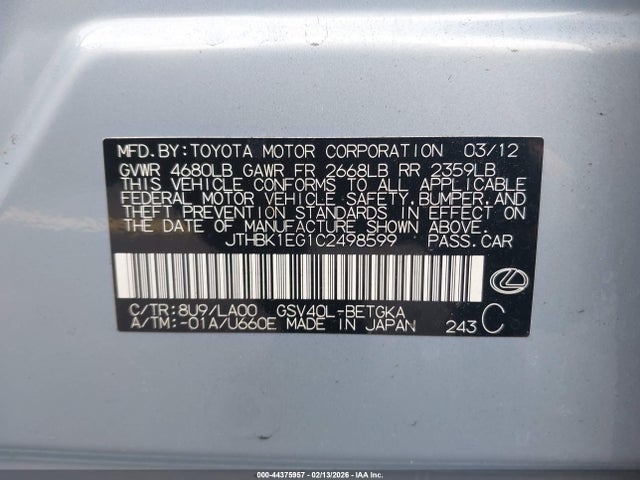 MFD.BY:TOYOTA MOTOR CORPORATION 03/12
GVWR 4680LB GAWR FR 2668LB RR 2359LB
THIS VEHICLE CONFORMS TO ALL APPLICABLE
FEDERAL MOTOR VEHICLE SAFETY,BUMPER,AND
THEFT PREVENTION STANDARDS IN EFFECT ON
THE DATE OF MANUFACTURE SHOWN ABOVE.
JTHBK1EG1C2498599 PASS.CAR
C/TR:8U9/LA00 GSV40L-BETGKA
A/TM:-01A/U660E MADE IN JAPAN 243 C
000-44375957 - 02/13/2026 - IAA Inc.